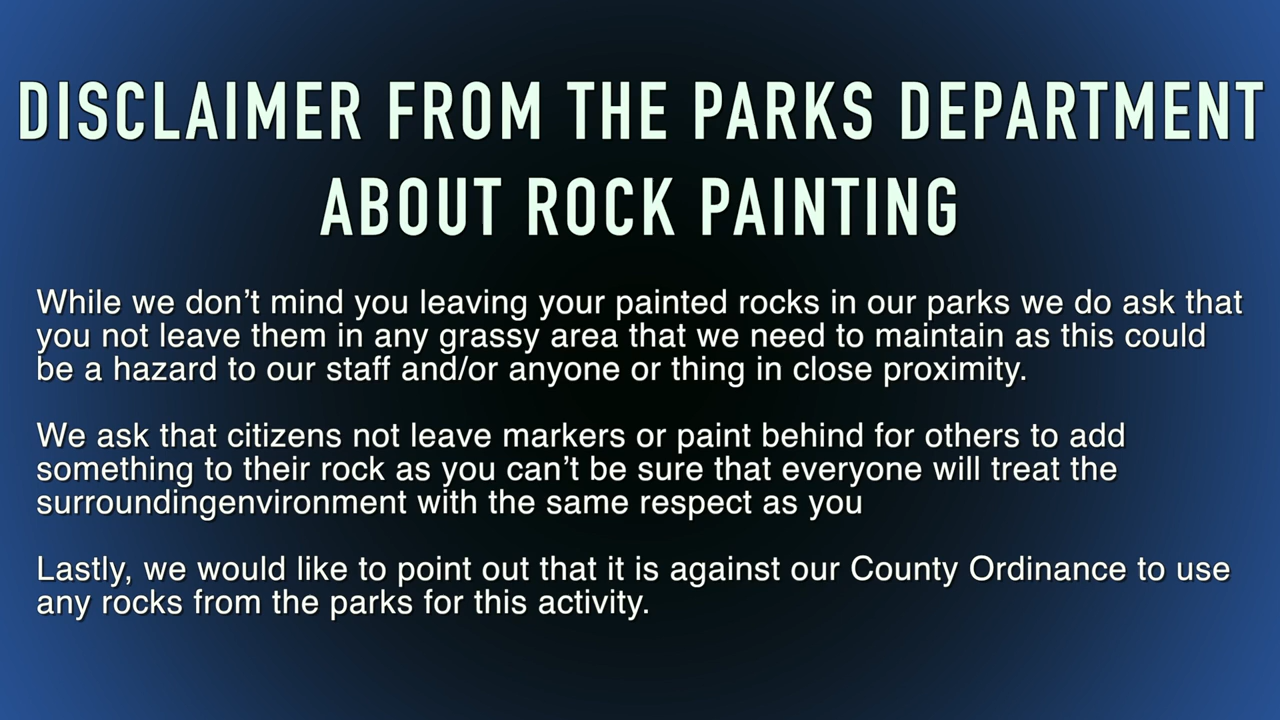 DISCLAIMER FROM THE PARKS DEPARTMENT
ABOUT ROCK PAINTING
While we don’t mind you leaving your painted rocks in our parks we do ask that
you not leave them in any grassy area that we need to maintain as this could
be a hazard to our staff and/or anyone or thing in close proximity.
We ask that citizens not leave markers or paint behind for others to add
something to their rock as you can’t be sure that everyone will treat the
surroundingenvironment with the same respect as you
Lastly, we would like to point out that it is against our County Ordinance to use
any rocks from the parks for this activity.